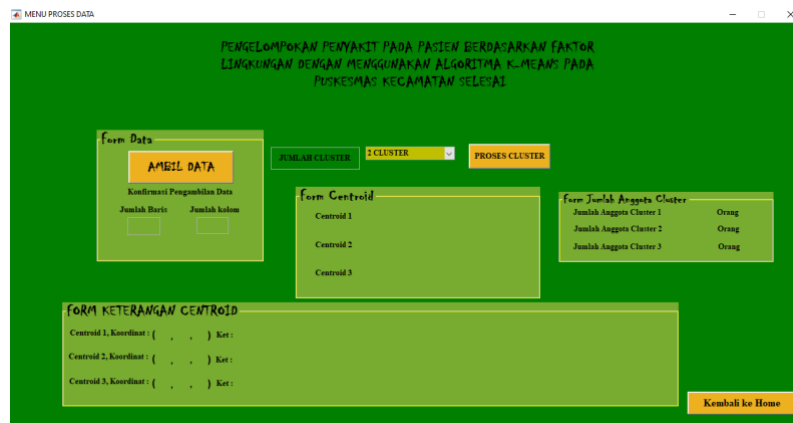 MENU PROSES DATA
PENGELOMPOKAN PENYAKIT PADA PASIEN BERDASARKAN FAKTOR
LINGKUNGAN DENGAN MENGGUNAKAN ALGORITMA K-MEANS PADA
PUSKESMAS KECAMATAN SELESAI
Form Data
AMBIL DATA
Konfirmasi Pengambilan Data
Jumlah Baris Jumlah kolom
JUMLAH CLUSTER 2 CLUSTER PROSES CLUSTER
Form Centroid
Centroid 1
Centroid 2
Centroid 3
Form Jumlah Anggota Cluster
Jumlah Anggota Cluster 1 Orang
Jumlah Anggota Cluster 2 Orang
Jumlah Anggota Cluster 3 Orang
FORM KETERANGAN CENTROID
Centroid 1, Koordinat : ( , , ) Ket :
Centroid 2, Koordinat : ( , , ) Ket :
Centroid 3, Koordinat : ( , , ) Ket :
Kembali ke Home